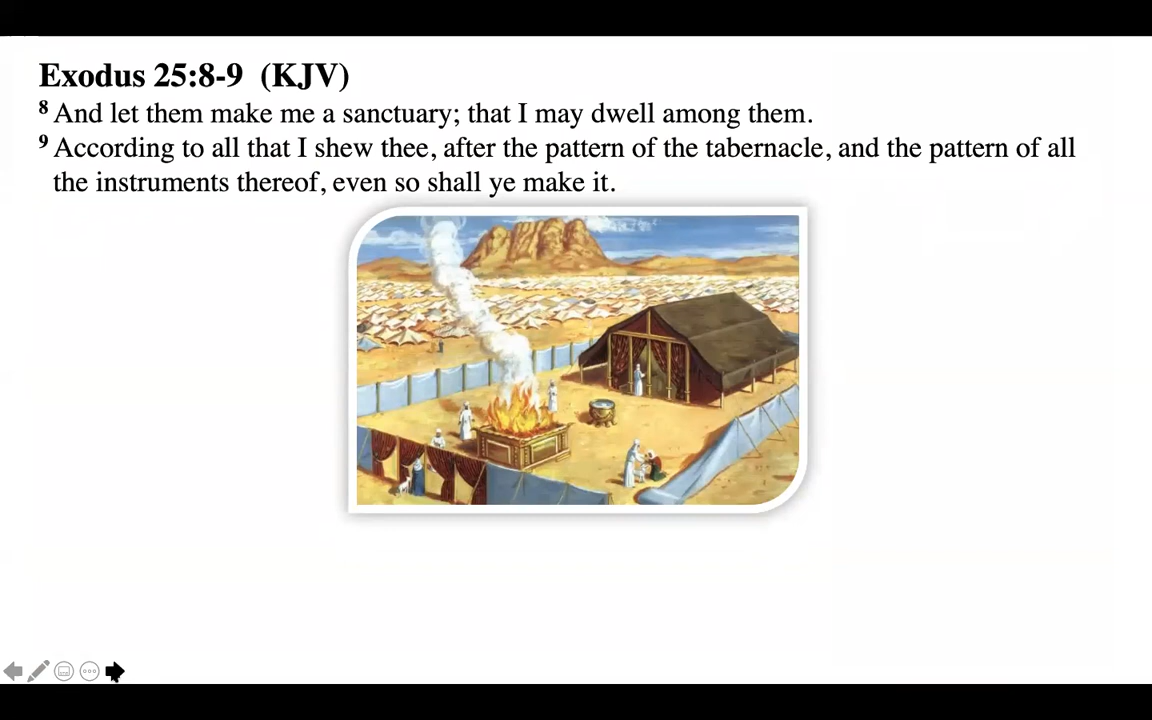 Exodus 25:8-9 (KJV)
8 And let them make me a sanctuary; that I may dwell among them.
9 According to all that I shew thee, after the pattern of the tabernacle, and the pattern of all
the instruments thereof, even so shall ye make it.